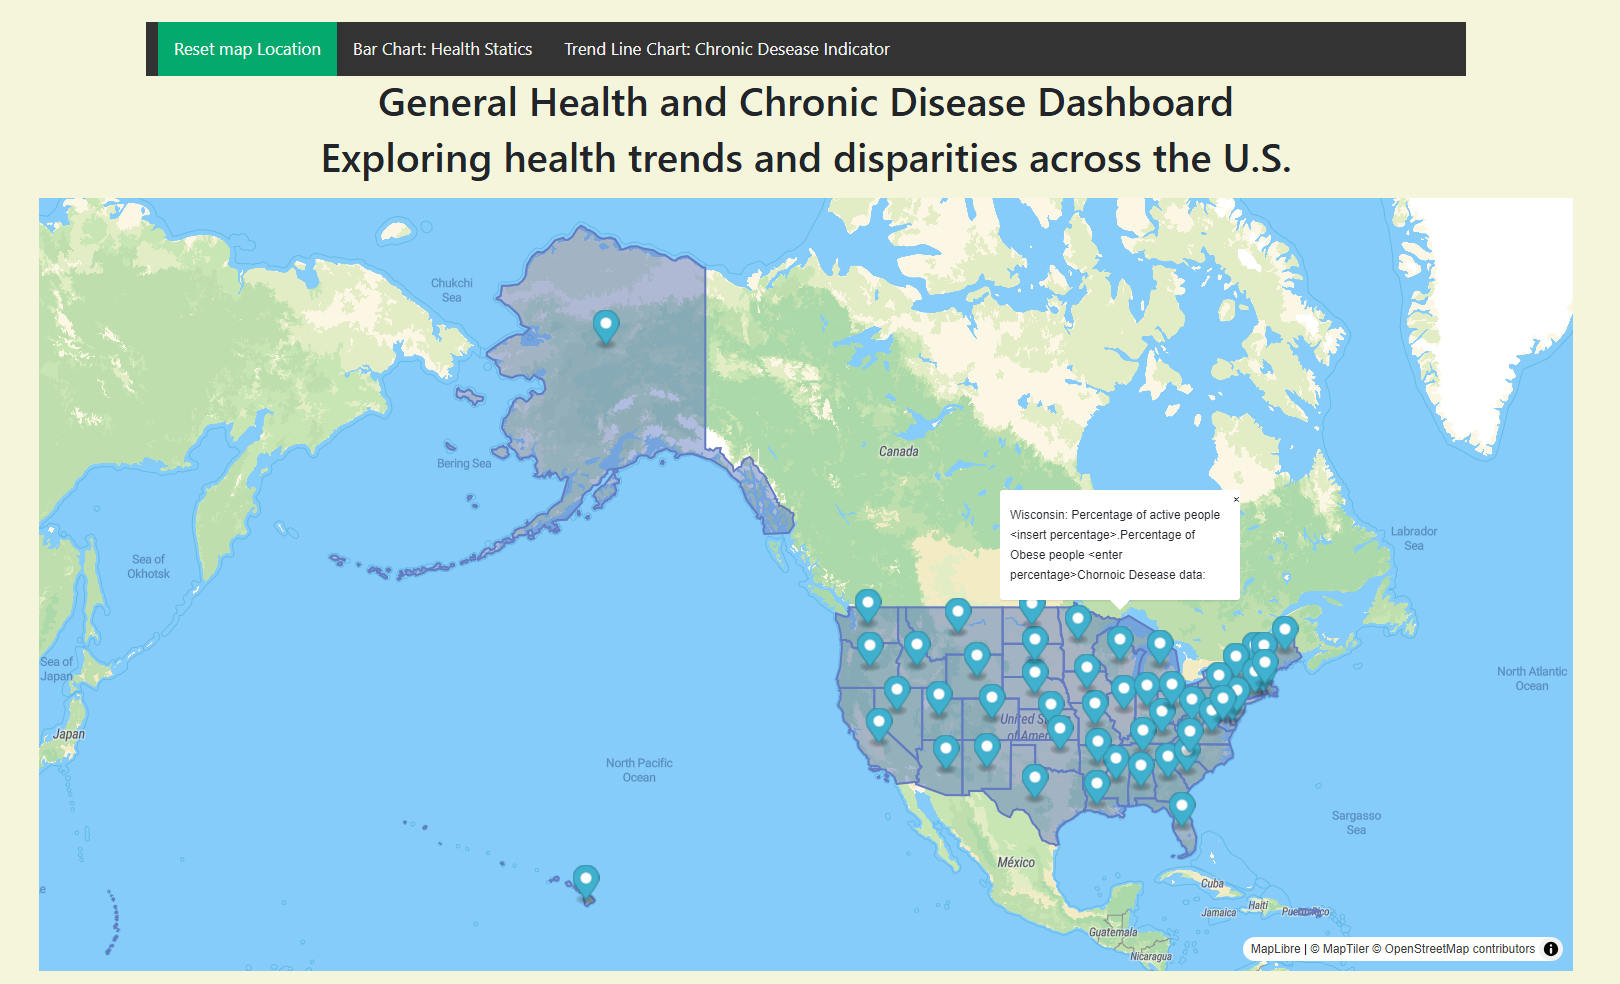 Reset map Location
Bar Chart: Health Statics
Trend Line Chart: Chronic Desease Indicator
General Health and Chronic Disease Dashboard
Exploring health trends and disparities across the U.S.
Chukchi
Sea
Bering Sea
Canada
×
Wisconsin: Percentage of active people
<insert percentage>.Percentage of
Obese people <enter
percentage>Chornoic Desease data:
Labrador
Sea
Sea of
Okhotsk
Sea of
Japan
North Atlantic
Ocean
Japan
United
of
North Pacific
Ocean
Sargasso
Sea
México
Cuba
Haiti
Jamaica
Puerto Rico
e
Guatemala
Nicaragua
MapLibre | © MapTiler © OpenStreetMap contributors